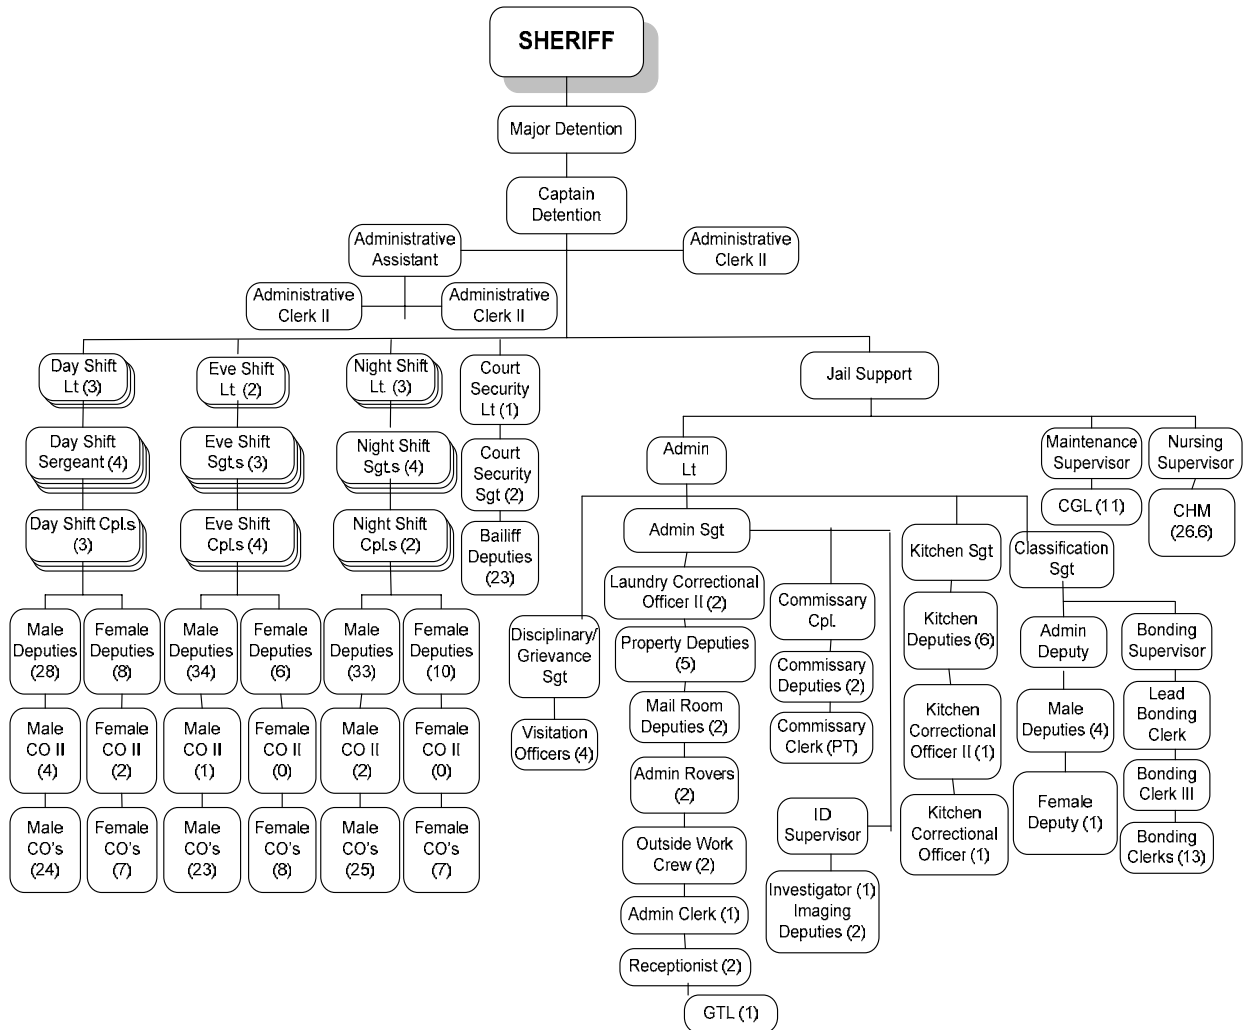 SHERIFF
Major Detention
Captain
Detention
Administrative
Assistant
Administrative
Clerk II
Administrative
Clerk II
Administrative
Clerk II
Day Shift
Lt (3)
Eve Shift
Lt. (2)
Night Shift
Lt. (3)
Court
Security
Lt (1)
Jail Support
Day Shift
Sergeant (4)
Eve Shift
Sgt.s (3)
Night Shift
Sgt.s (4)
Court
Security
Sgt (2)
Admin
Lt
Maintenance
Supervisor
Nursing
Supervisor
CGL (11)
CHM
(26.6)
Day Shift Cpl.s
(3)
Eve Shift
Cpl.s (4)
Night Shift
Cpl.s (2)
Bailiff
Deputies
(23)
Admin Sgt
Kitchen Sgt
Classification
Sgt
Male
Deputies
(28)
Female
Deputies
(8)
Male
Deputies
(34)
Female
Deputies
(6)
Male
Deputies
(33)
Female
Deputies
(10)
Male
CO II
(4)
Female
CO II
(2)
Male
CO II
(1)
Female
CO II
(0)
Male
CO II
(2)
Female
CO II
(0)
Male
CO's
(24)
Female
CO's
(7)
Male
CO's
(23)
Female
CO's
(8)
Male
CO's
(25)
Female
CO's
(7)
Disciplinary/
Grievance
Sgt
Visitation
Officers (4)
Laundry Correctional
Officer II (2)
Property Deputies
(5)
Mail Room
Deputies (2)
Admin Rovers
(2)
Outside Work
Crew (2)
Admin Clerk (1)
Receptionist (2)
GTL (1)
Commissary
Cpl.
Commissary
Deputies (2)
Commissary
Clerk (PT)
ID
Supervisor
Investigator (1)
Imaging
Deputies (2)
Kitchen
Deputies (6)
Kitchen
Correctional
Officer II (1)
Kitchen
Correctional
Officer (1)
Admin
Deputy
Male
Deputies (4)
Female
Deputy (1)
Bonding
Supervisor
Lead
Bonding
Clerk
Bonding
Clerk III
Bonding
Clerks (13)